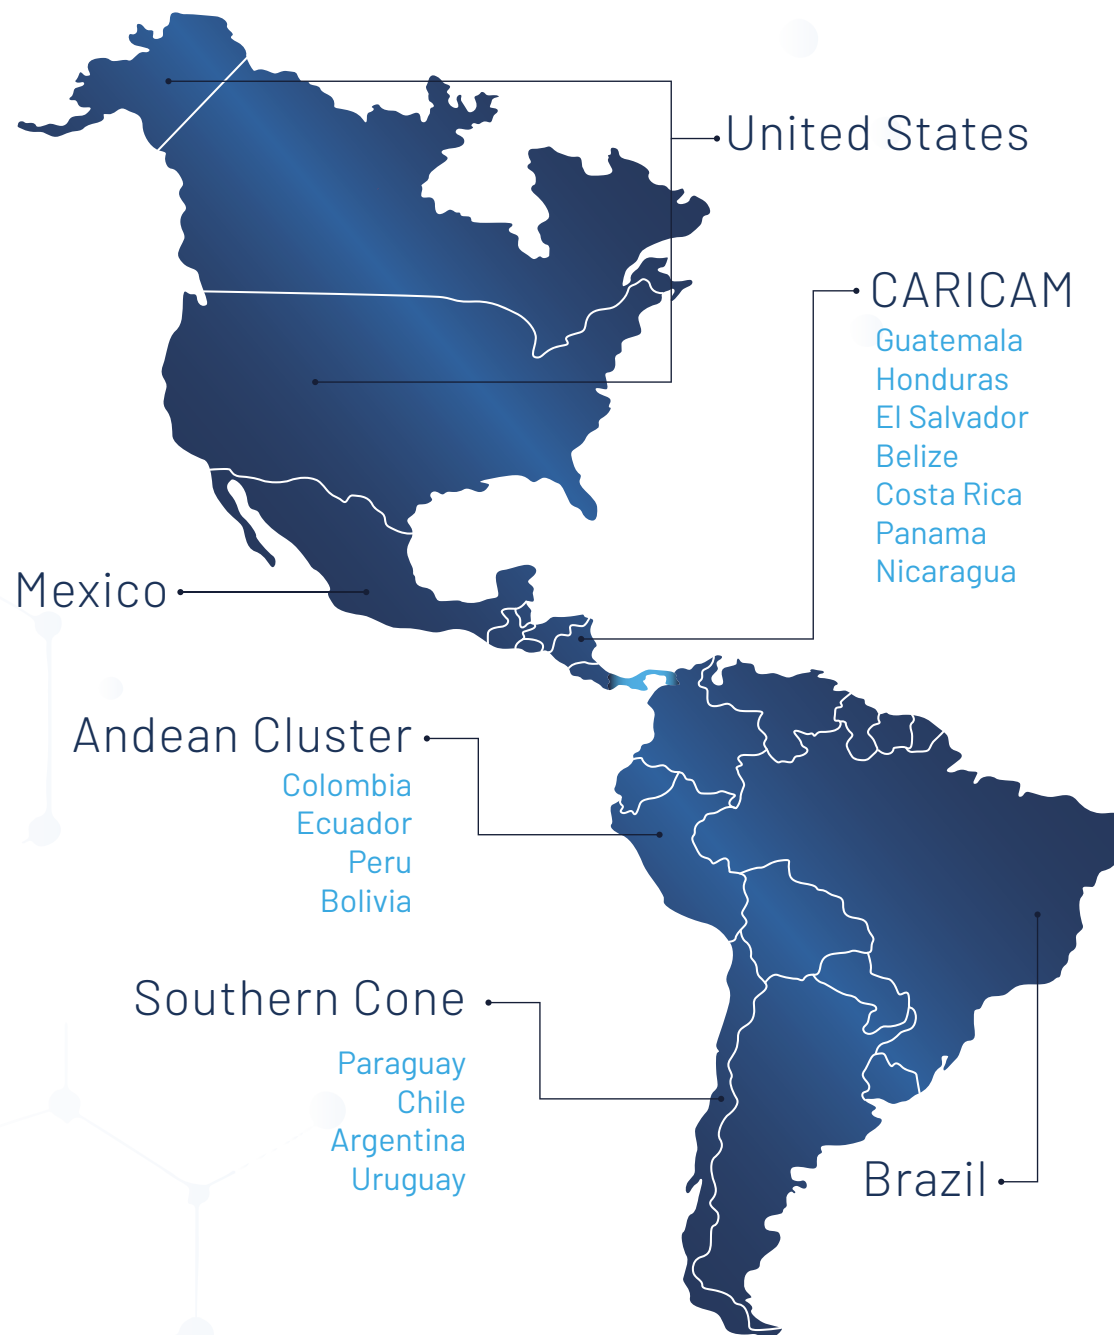 United States
CARICAM
Guatemala
Honduras
El Salvador
Belize
Costa Rica
Panama
Nicaragua
Mexico
Andean Cluster
Colombia
Ecuador
Peru
Bolivia
Southern Cone
Paraguay
Chile
Argentina
Uruguay
Brazil